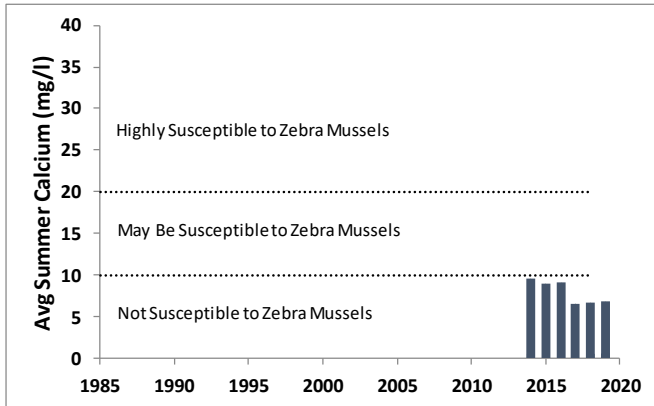 Avg Summer Calcium (mg/l)
40
35
30
25
20
15
10
5
0
Highly Susceptible to Zebra Mussels
May Be Susceptible to Zebra Mussels
Not Susceptible to Zebra Mussels
1985 1990 1995 2000 2005 2010 2015 2020